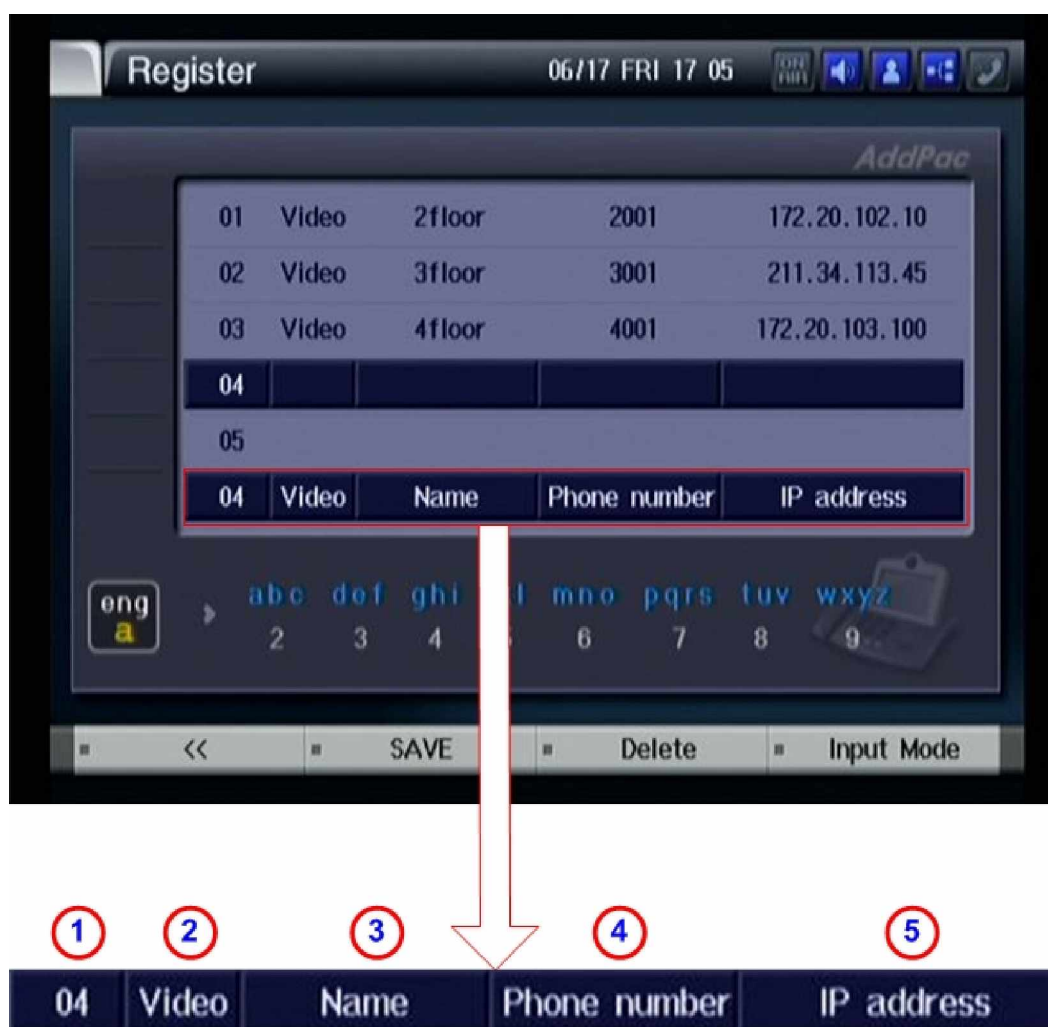 Register 06/17 FRI 17 05 ON AIR
AddPac
01 Video 2floor 2001 172.20.102.10
02 Video 3floor 3001 211.34.113.45
03 Video 4floor 4001 172.20.103.100
04
05
04 Video Name Phone number IP address
eng abc def ghi mno pqrs tuv wxyz
a 2 3 4 6 7 8 9
<< SAVE Delete Input Mode
1 2 3 4 5
04 Video Name Phone number IP address